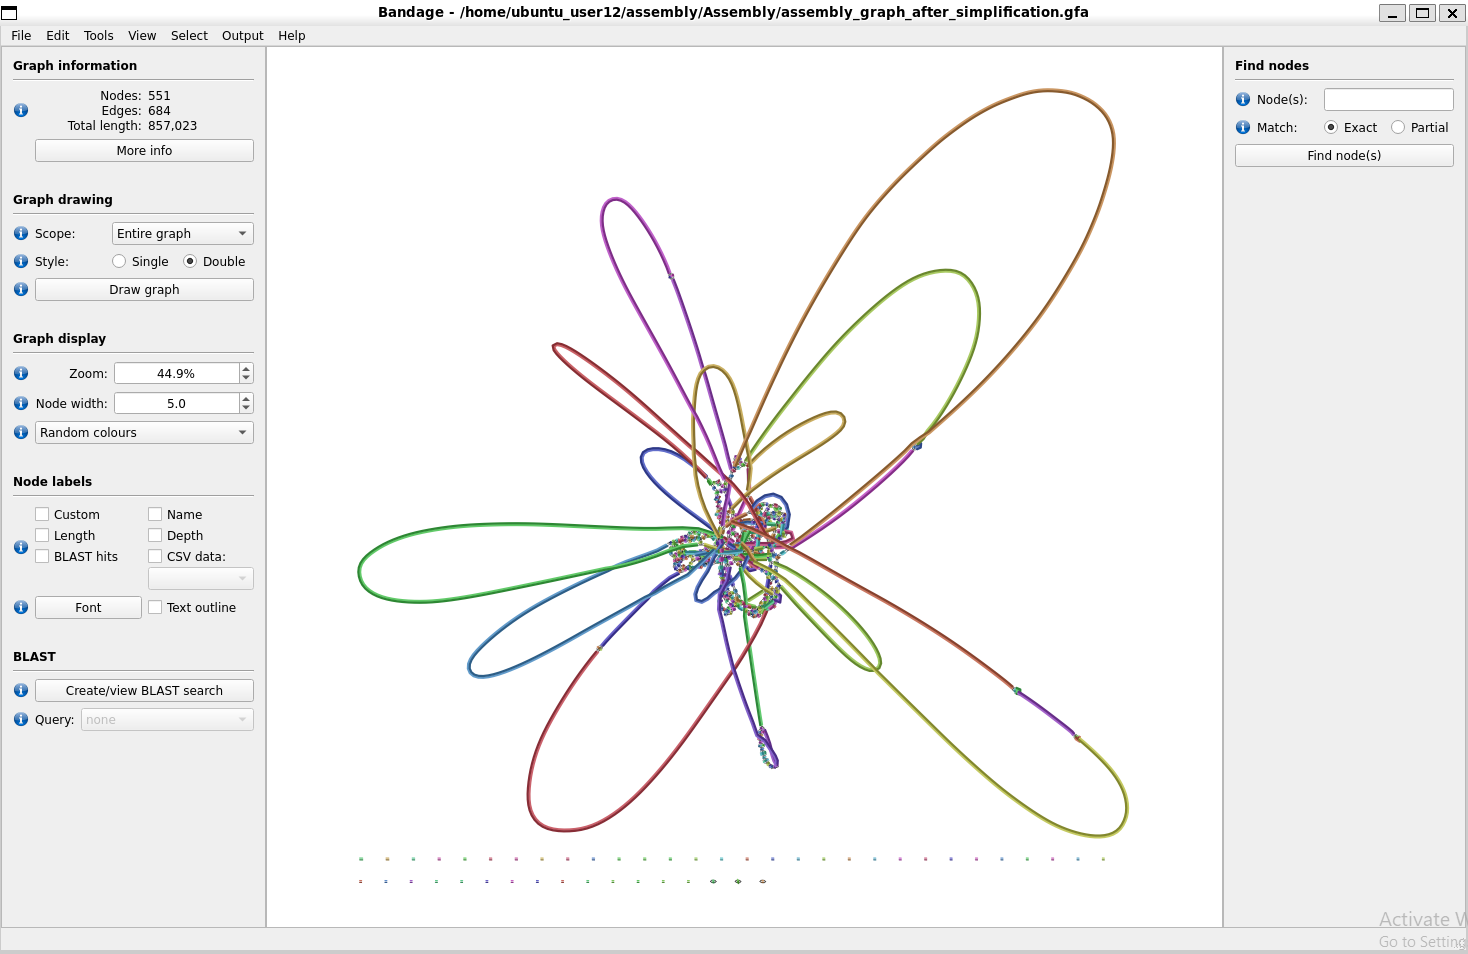 Bandage - /home/ubuntu_user12/assembly/Assembly/assembly_graph_after_simplification.gfa
File Edit Tools View Select Output Help
Graph information
Nodes: 551
Edges: 684
Total length: 857,023
More info
Graph drawing
Scope: Entire graph
Style: Single Double
Draw graph
Graph display
Zoom: 44.9%
Node width: 5.0
Random colours
Node labels
Custom Name
Length Depth
BLAST hits CSV data:
Font Text outline
BLAST
Create/view BLAST search
Query: none
Find nodes
Node(s):
Match: Exact Partial
Find node(s)
Activate W
Go to Setting